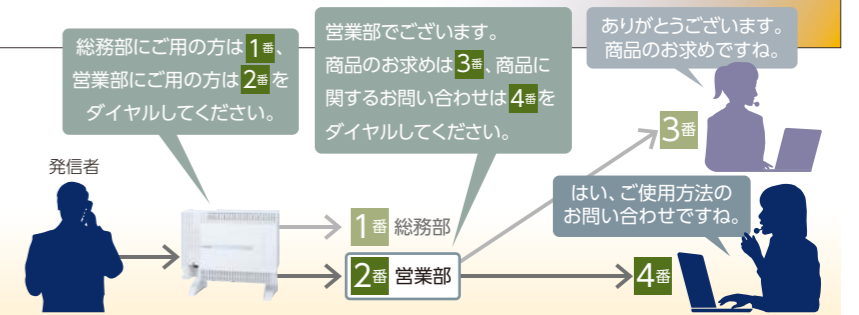 総務部にご用の方は1番、
営業部にご用の方は2番を
ダイヤルしてください。
営業部でございます。
商品のお求めは3番、商品に
関するお問い合わせは4番を
ダイヤルしてください。
ありがとうございます。
商品のお求めですね。
3番
発信者
はい、ご使用方法の
お問い合わせですね。
1番 総務部
2番 営業部
4番